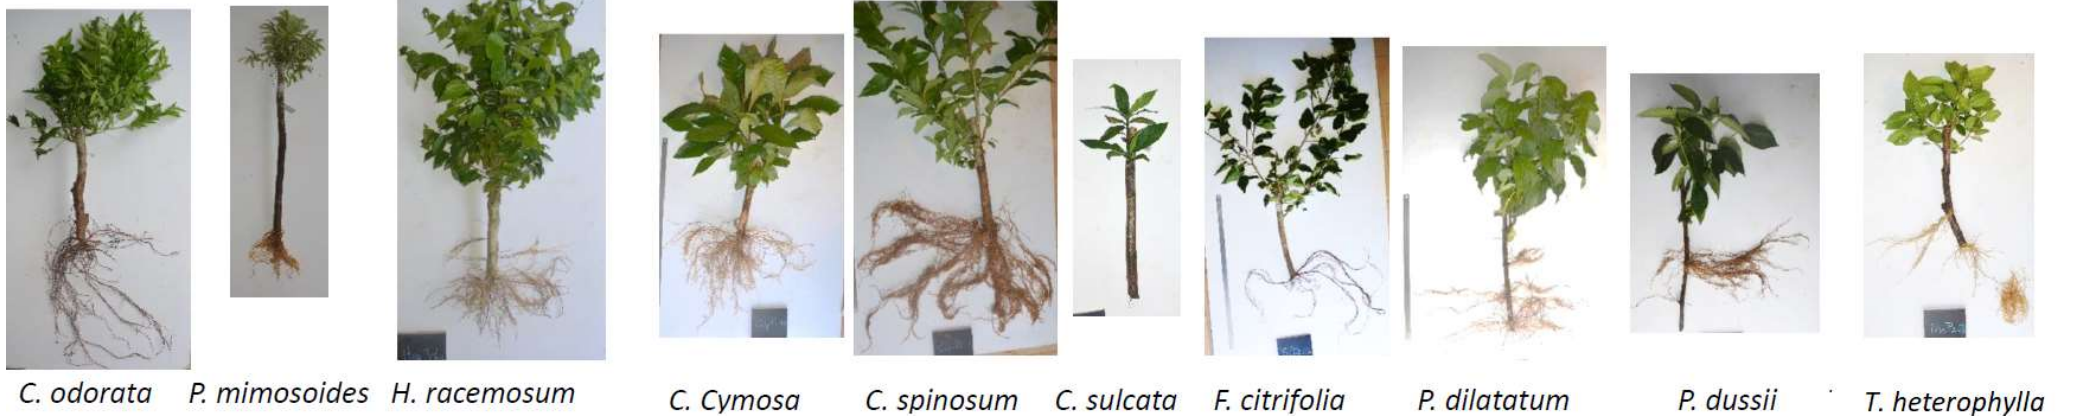 C. odorata
P. mimosoides
H. racemosum
C. Cymosa
C. spinosum
C. sulcata
F. citrifolia
P. dilatatum
P. dussii
T. heterophylla